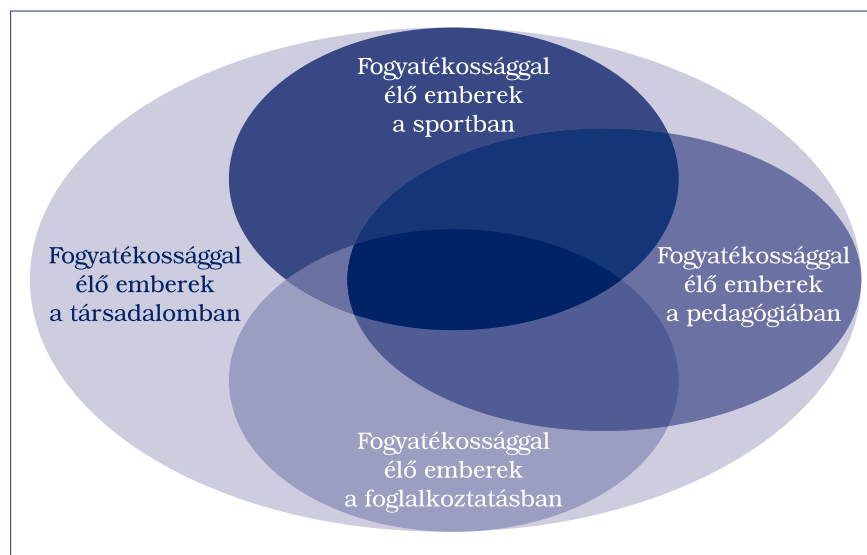 Fogyatékossággal
élő emberek
a sportban
Fogyatékossággal
élő emberek
a társadalomban
Fogyatékossággal
élő emberek
a pedagógiában
Fogyatékossággal
élő emberek
a foglalkoztatásban